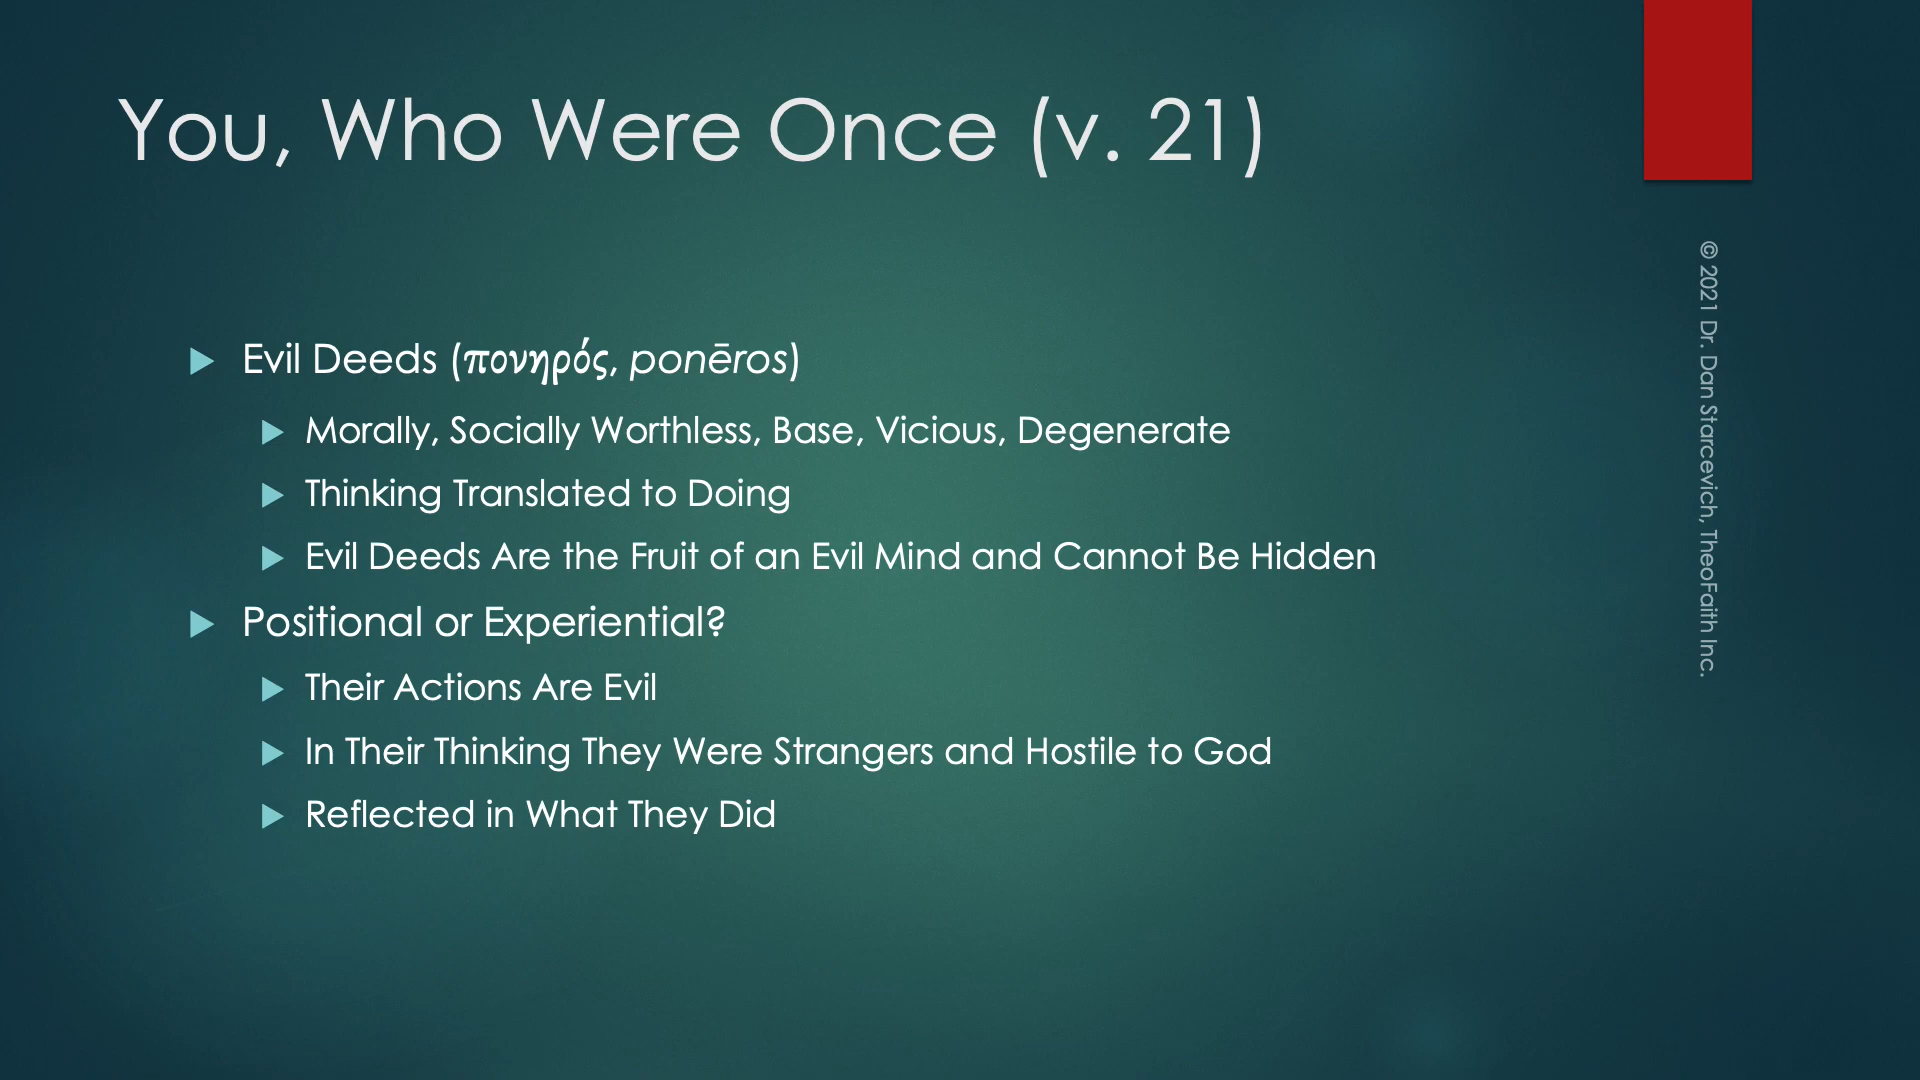 You, Who Were Once (v. 21)
Evil Deeds (πονηρός, ponēros)
Morally, Socially Worthless, Base, Vicious, Degenerate
Thinking Translated to Doing
Evil Deeds Are the Fruit of an Evil Mind and Cannot Be Hidden
Positional or Experiential?
Their Actions Are Evil
In Their Thinking They Were Strangers and Hostile to God
Reflected in What They Did
© 2021 Dr. Dan Starcevich, TheoFaith Inc.